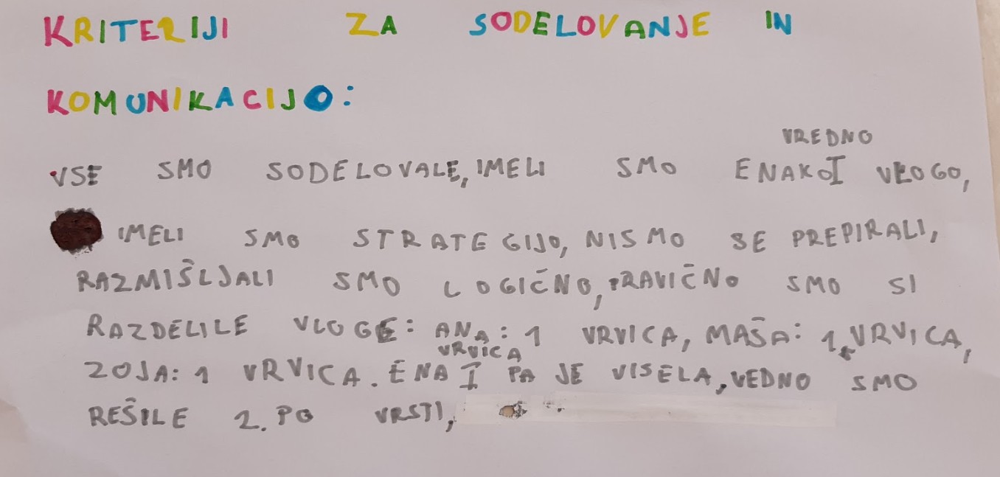 KRITERIJI ZA SODELOVANJE IN
KOMUNIKACIJO:
VREDNO
VSE SMO SODELOVALE, IMELI SMO ENAKO VLOGO,
IMELI SMO STRATEGIJO, NISMO SE PREPIRALI,
RAZMIŠLJALI SMO LOGIČNO, PRAVIČNO SMO SI
RAZDELILE VLOGE: ANA: 1 VRVICA, MAŠA: 1 VRVICA,
VRVICA
ZOJA: 1 VRVICA. ENA PA JE VISELA, VEDNO SMO
REŠILE 2. PO VRSTI,